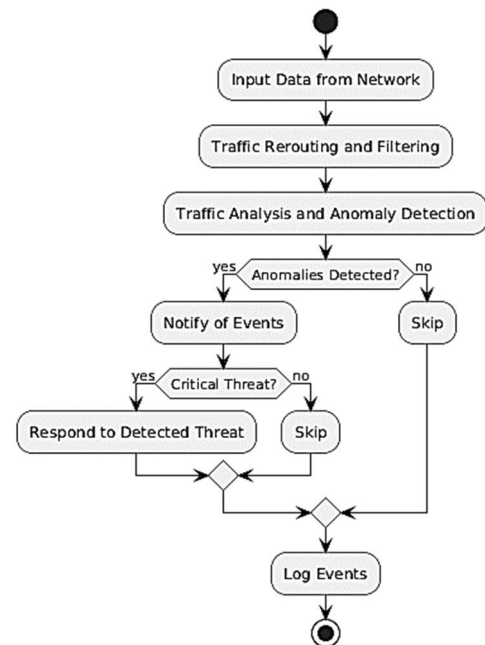 Input Data from Network
Traffic Rerouting and Filtering
Traffic Analysis and Anomaly Detection
yes
Anomalies Detected?
no
Notify of Events
Skip
yes
Critical Threat?
no
Respond to Detected Threat
Skip
Log Events